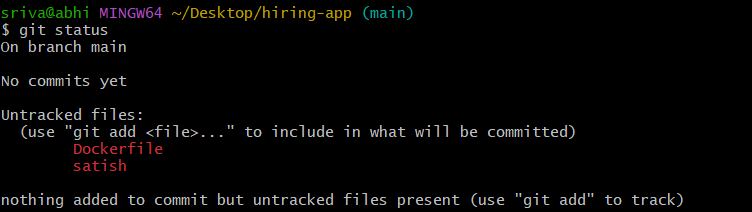 sriva@abhi MINGW64 ~/Desktop/hiring-app (main)
$ git status
On branch main
No commits yet
Untracked files:
  (use "git add <file>..." to include in what will be committed)
        Dockerfile
        satish
nothing added to commit but untracked files present (use "git add" to track)